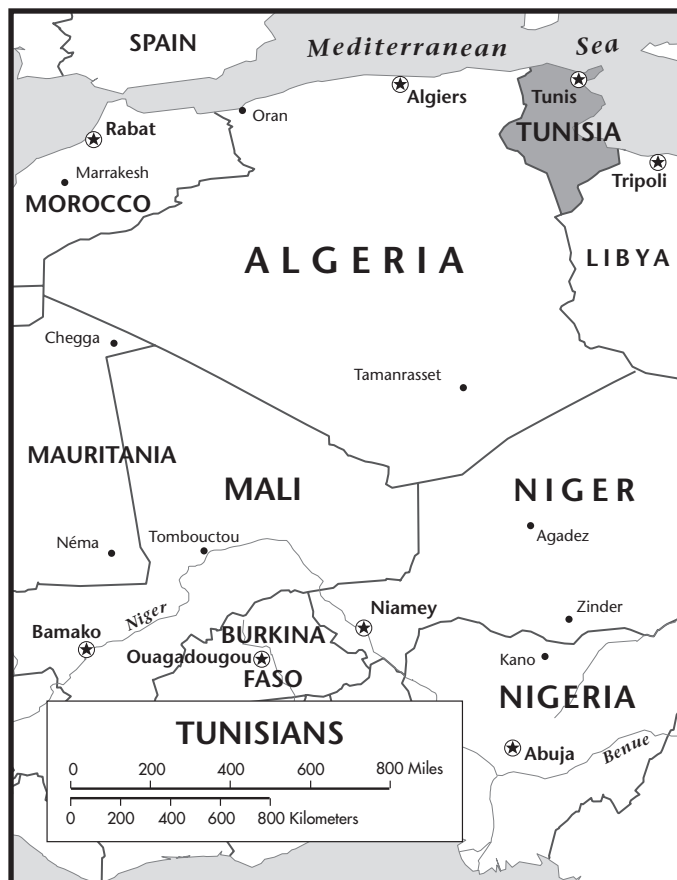 SPAIN
Mediterranean Sea
Tunis
Algiers
Oran
Rabat
TUNISIA
Marrakesh
Tripoli
MOROCCO
ALGERIA
LIBYA
Chegga
Tamanrasset
MAURITANIA
MALI
NIGER
Agadez
Néma
Tombouctou
Niger
Niamey
Zinder
Bamako
BURKINA
FASO
Ouagadougou
Kano
NIGERIA
Abuja
Benue
TUNISIANS
0 200 400 600 800 Miles
0 200 400 600 800 Kilometers